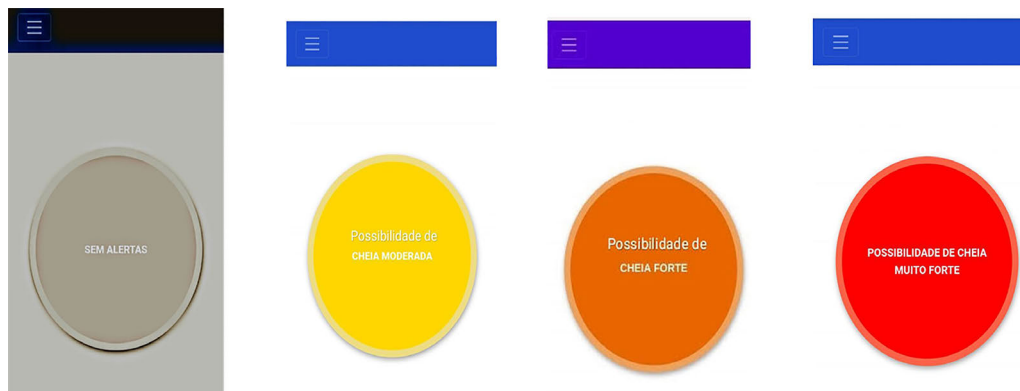 SEM ALERTAS
Possibilidade de
CHEIA MODERADA
Possibilidade de
CHEIA FORTE
POSSIBILIDADE DE CHEIA
MUITO FORTE